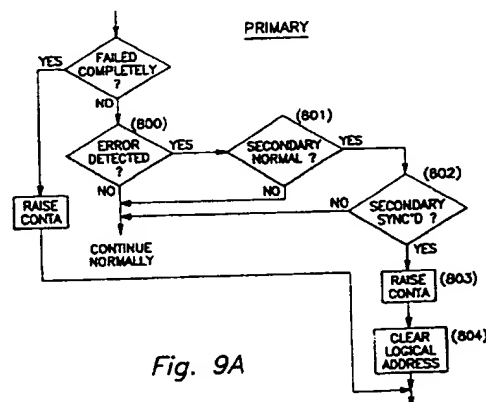 PRIMARY
FAILED
COMPLETELY
?
YES
NO
(800)
ERROR
DETECTED
?
YES
NO
(801)
SECONDARY
NORMAL ?
YES
NO
(802)
SECONDARY
SYNC'D ?
NO
YES
RAISE
CONTA
CONTINUE
NORMALLY
RAISE
CONTA
(803)
CLEAR
LOGICAL
ADDRESS
(804)
Fig. 9A